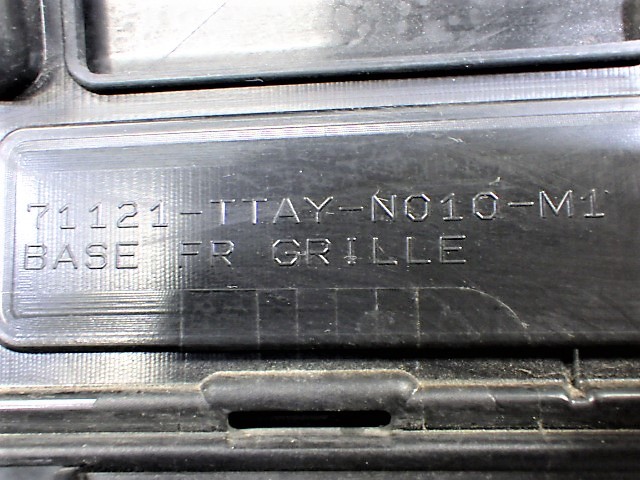 71121-TTAY-N010-M1
BASE FR GRILLE